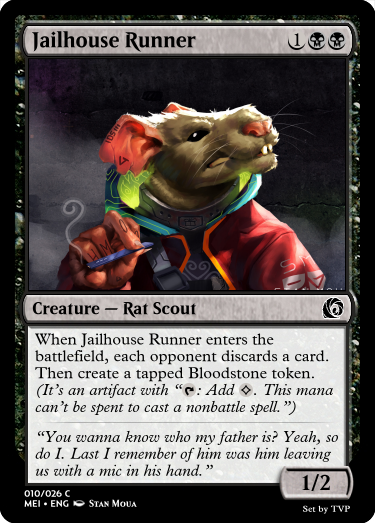 Jailhouse Runner 1
Creature — Rat Scout
When Jailhouse Runner enters the
battlefield, each opponent discards a card.
Then create a tapped Bloodstone token.
(It's an artifact with “: Add . This mana
can't be spent to cast a nonbattle spell.”)
“You wanna know who my father is? Yeah, so
do I. Last I remember of him was him leaving
us with a mic in his hand.”
1/2
010/026 C
MEI • ENG Stan Moua
Set by TVP